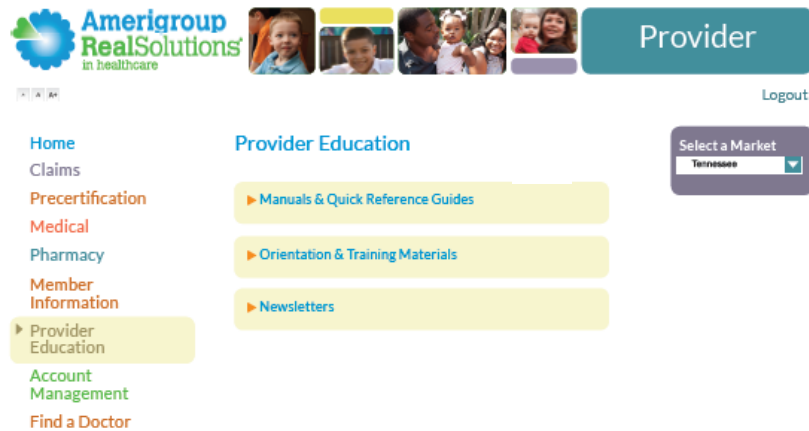 Amerigroup
RealSolutions
in healthcare
Provider
A+
Logout
Home
Claims
Precertification
Medical
Pharmacy
Member
Information
Provider
Education
Account
Management
Find a Doctor
Provider Education
Manuals & Quick Reference Guides
Orientation & Training Materials
Newsletters
Select a Market
Tennessee